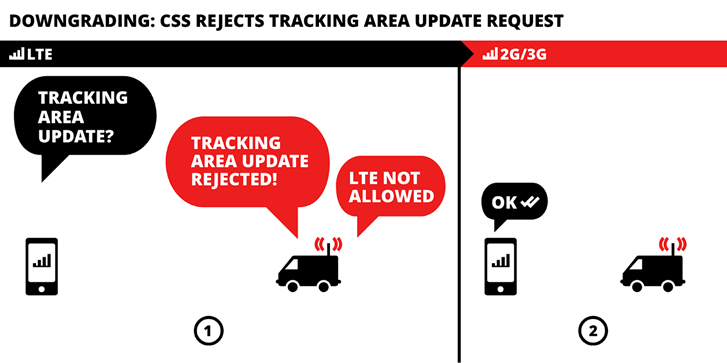 DOWNGRADING: CSS REJECTS TRACKING AREA UPDATE REQUEST
LTE
2G/3G
TRACKING
AREA
UPDATE?
TRACKING
AREA UPDATE
REJECTED!
LTE NOT
ALLOWED
OK
1
2